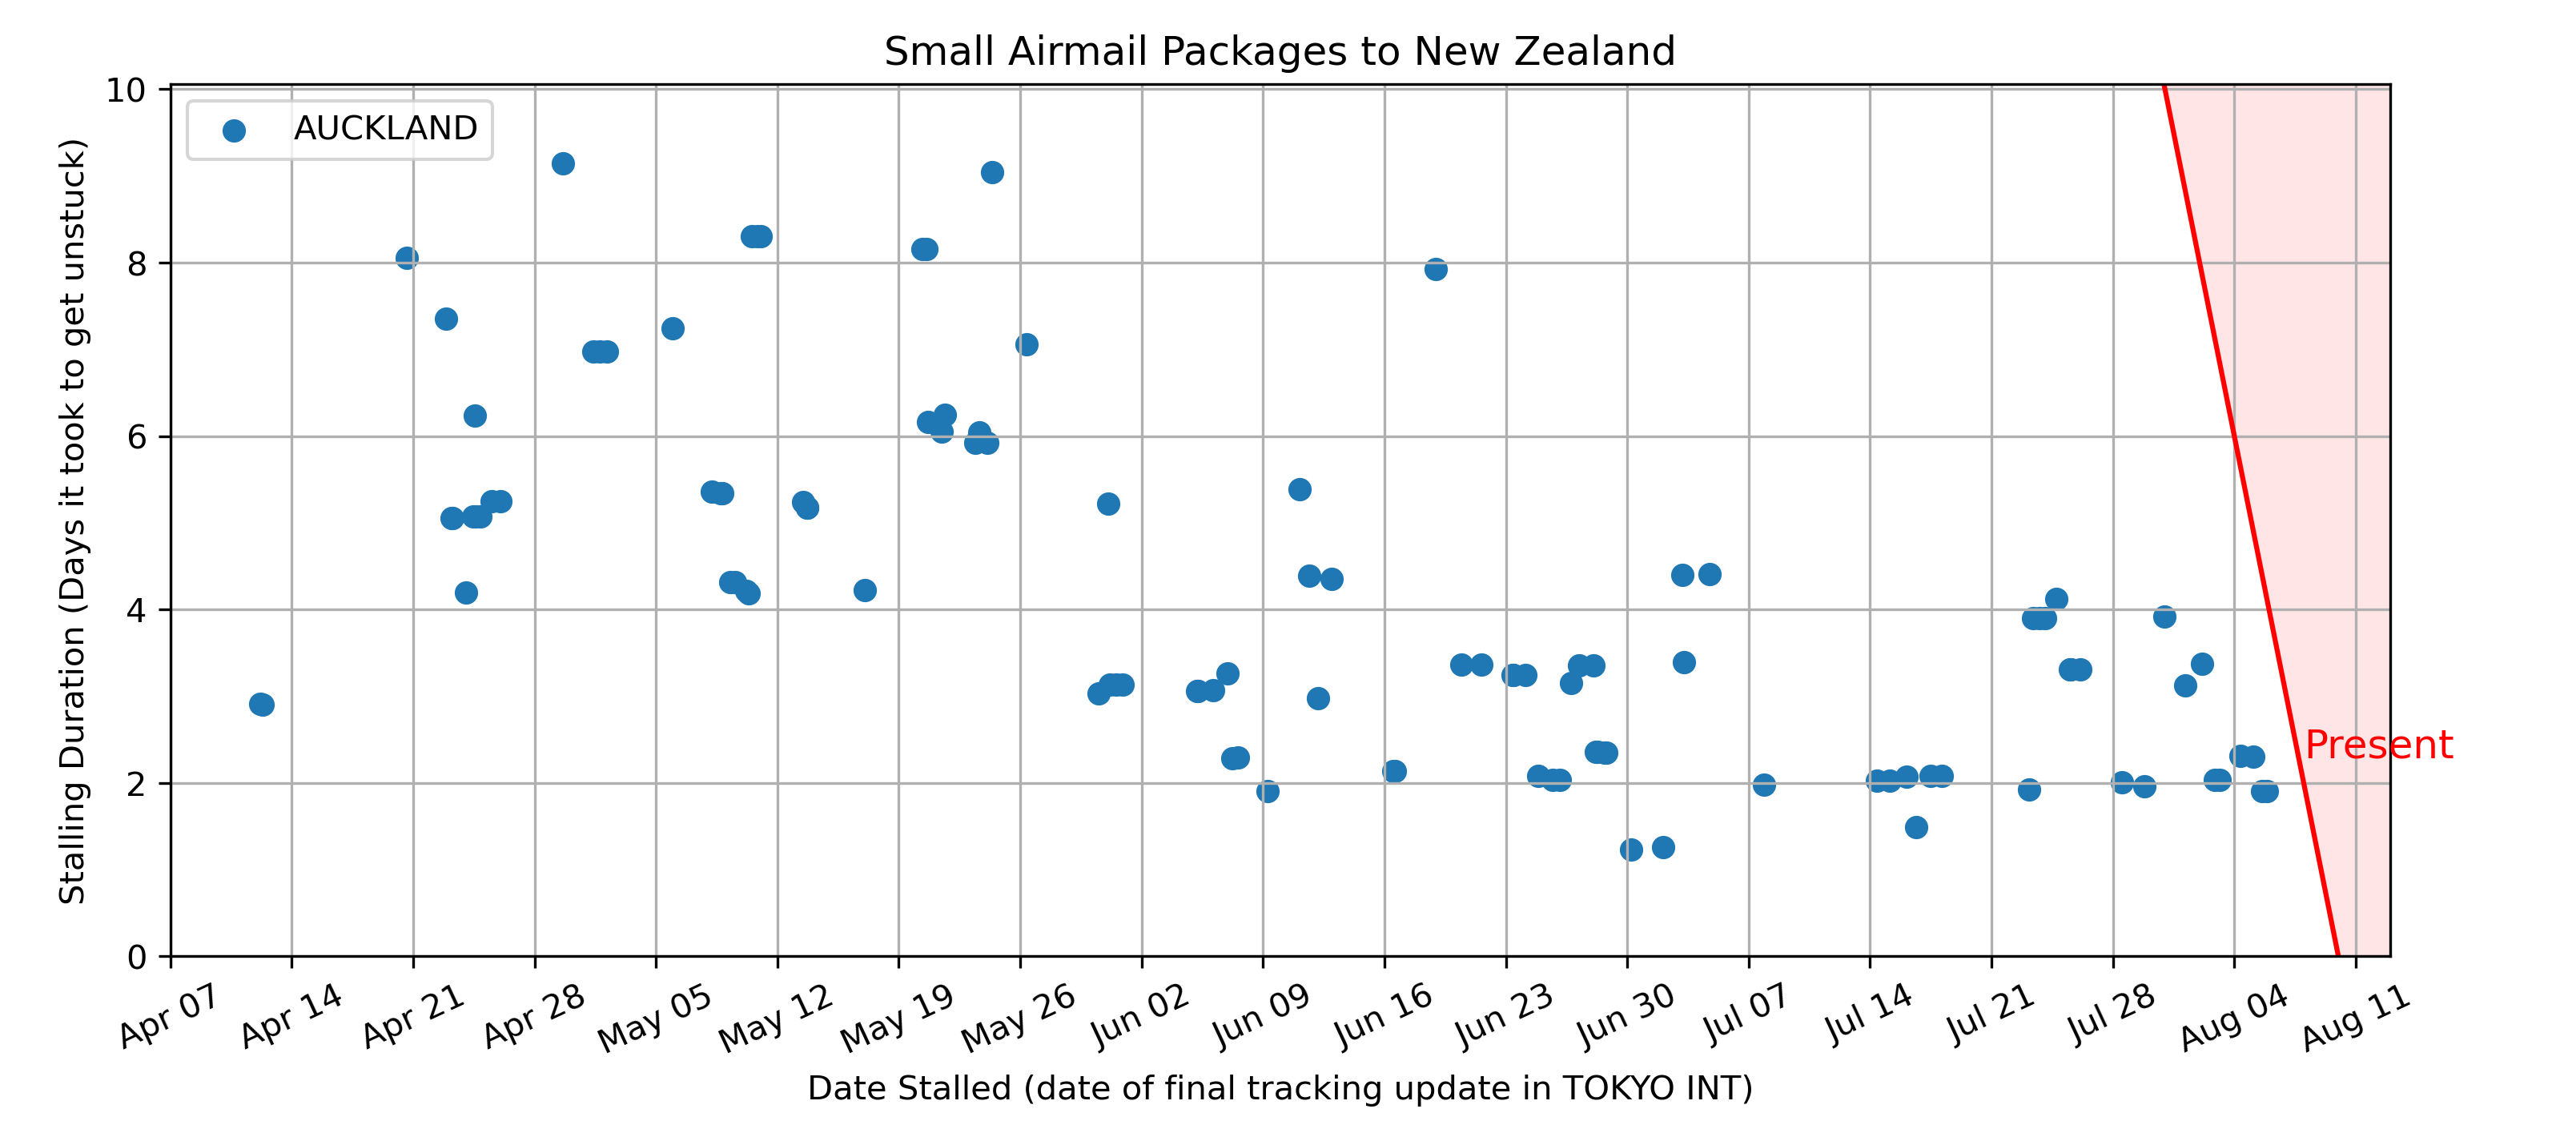 Small Airmail Packages to New Zealand
AUCKLAND
Stalling Duration (Days it took to get unstuck)
10
8
6
4
2
0
Present
Apr 07
Apr 14
Apr 21
Apr 28
May 05
May 12
May 19
May 26
Jun 02
Jun 09
Jun 16
Jun 23
Jun 30
Jul 07
Jul 14
Jul 21
Jul 28
Aug 04
Aug 11
Date Stalled (date of final tracking update in TOKYO INT)